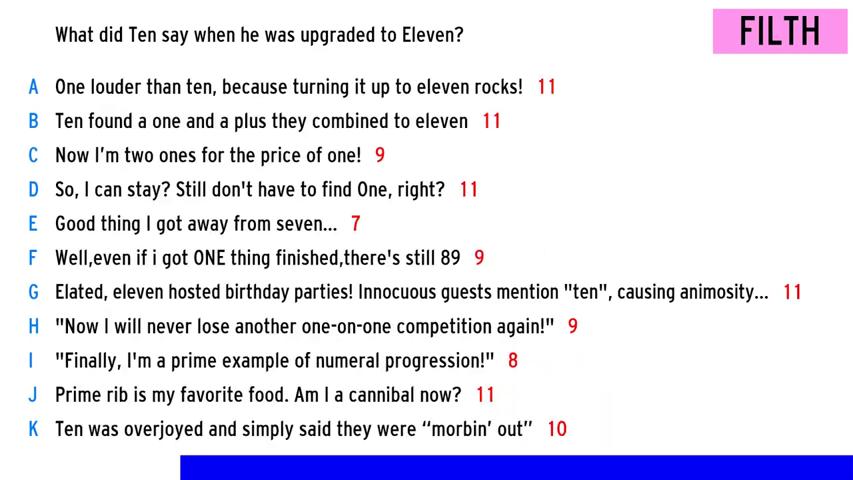 What did Ten say when he was upgraded to Eleven?
FILTH
A One louder than ten, because turning it up to eleven rocks! 11
B Ten found a one and a plus they combined to eleven 11
C Now I'm two ones for the price of one! 9
D So, I can stay? Still don't have to find One, right? 11
E Good thing I got away from seven... 7
F Well,even if i got ONE thing finished,there's still 89 9
G Elated, eleven hosted birthday parties! Innocuous guests mention "ten", causing animosity... 11
H "Now I will never lose another one-on-one competition again!" 9
I "Finally, I'm a prime example of numeral progression!" 8
J Prime rib is my favorite food. Am I a cannibal now? 11
K Ten was overjoyed and simply said they were “morbin’ out” 10